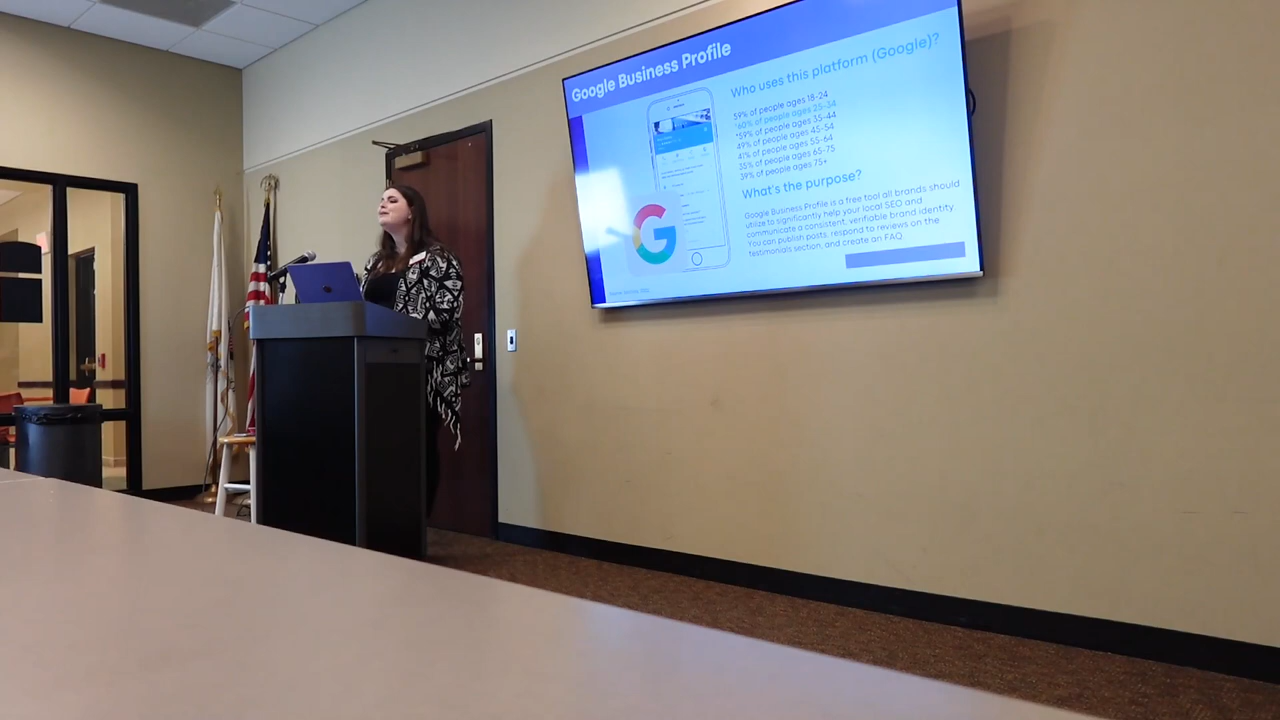 Google Business Profile
Who uses this platform (Google)?
59% of people ages 18-24
*60% of people ages 25-34
*59% of people ages 35-44
49% of people ages 45-54
41% of people ages 55-64
35% of people ages 65-75
39% of people ages 75+
What's the purpose?
Google Business Profile is a free tool all brands should
utilize to significantly help your local SEO and
communicate a consistent, verifiable brand identity.
You can publish posts, respond to reviews on the
testimonials section, and create an FAQ
G